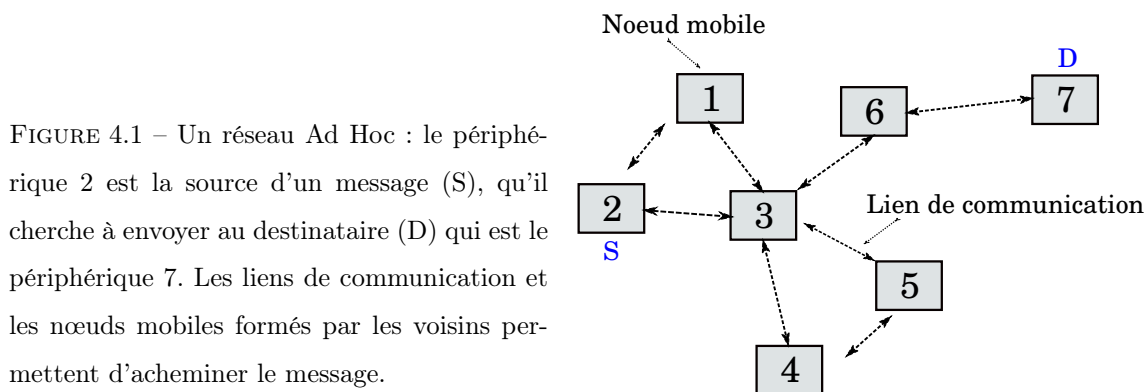 FIGURE 4.1 – Un réseau Ad Hoc : le périphé-
rique 2 est la source d'un message (S), qu'il
cherche à envoyer au destinataire (D) qui est le
périphérique 7. Les liens de communication et
les nœuds mobiles formés par les voisins per-
mettent d'acheminer le message.
Noeud mobile
D
1
6
7
2
3
Lien de communication
S
5
4